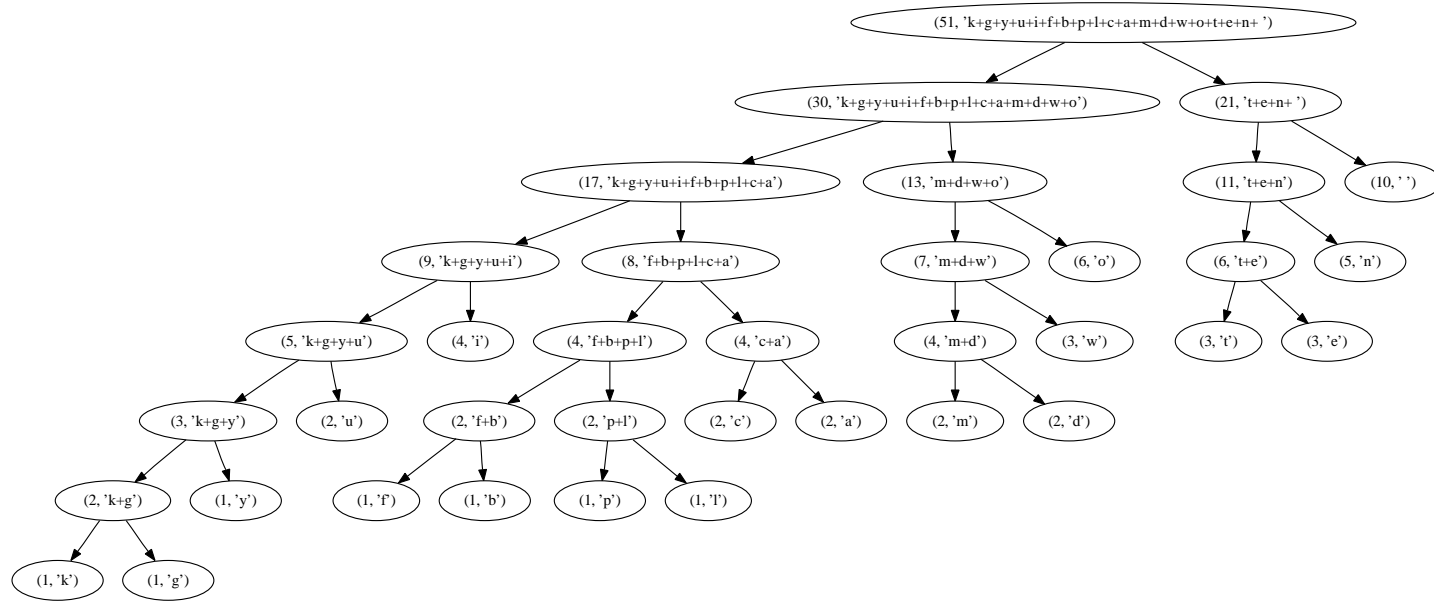 (51, ’k+g+y+u+i+f+b+p+l+c+a+m+d+w+o+t+e+n+ ’)
(30, ’k+g+y+u+i+f+b+p+l+c+a+m+d+w+o’)
(21, ’t+e+n+ ’)
(17, ’k+g+y+u+i+f+b+p+l+c+a’)
(13, ’m+d+w+o’)
(11, ’t+e+n’)
(10, ’ ’)
(9, ’k+g+y+u+i’)
(8, ’f+b+p+l+c+a’)
(7, ’m+d+w’)
(6, ’o’)
(6, ’t+e’)
(5, ’n’)
(5, ’k+g+y+u’)
(4, ’i’)
(4, ’f+b+p+l’)
(4, ’c+a’)
(4, ’m+d’)
(3, ’w’)
(3, ’t’)
(3, ’e’)
(3, ’k+g+y’)
(2, ’u’)
(2, ’f+b’)
(2, ’p+l’)
(2, ’c’)
(2, ’a’)
(2, ’m’)
(2, ’d’)
(2, ’k+g’)
(1, ’y’)
(1, ’f’)
(1, ’b’)
(1, ’p’)
(1, ’l’)
(1, ’k’)
(1, ’g’)